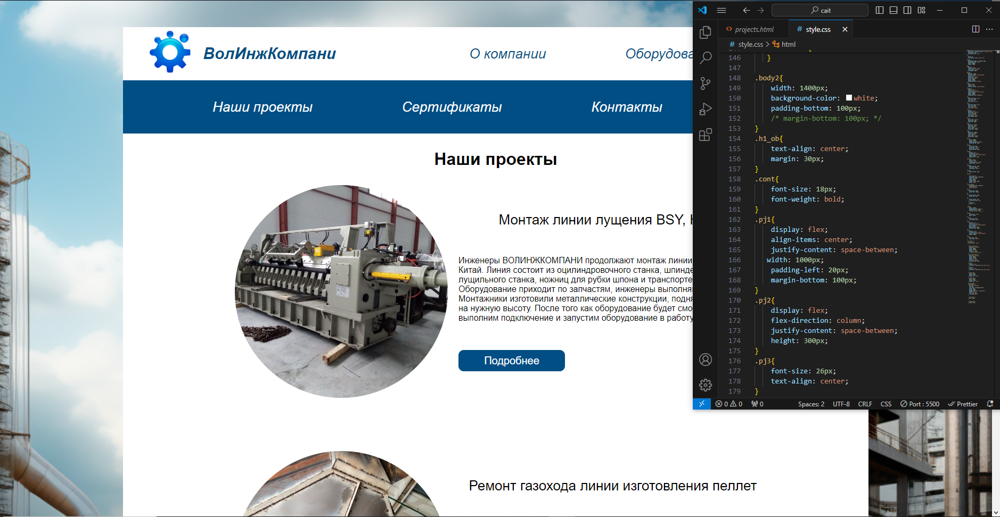 ВолИнжКомпани
О компании
Оборудова
Наши проекты
Сертификаты
Контакты
Наши проекты
Монтаж линии лущения BSY,
Инженеры ВОЛИНЖКОМПАНИ продолжают монтаж линии
Китай. Линия состоит из оцилиндровочного станка, шпинде
лущильного станка, ножниц для рубки шпона и транспорте
Оборудование приходит по запчастям, инженеры выполня
Монтажники изготовили металлические конструкции, подня
на нужную высоту. После того как оборудование будет смо
выполним подключение и запустим оборудование в работу
Подробнее
Ремонт газохода линии изготовления пеллет
cait
projects.html
# style.css
# style.css > html
146 }
147
148 .body2{
149 width: 1400px;
150 background-color: white;
151 padding-bottom: 100px;
152 /* margin-bottom: 100px; */
153 }
154 .h1_ob{
155 text-align: center;
156 margin: 30px;
157 }
158 .cont{
159 font-size: 18px;
160 font-weight: bold;
161 }
162 .pj1{
163 display: flex;
164 align-items: center;
165 justify-content: space-between;
166 width: 1000px;
167 padding-left: 20px;
168 margin-bottom: 100px;
169 }
170 .pj2{
171 display: flex;
172 flex-direction: column;
173 justify-content: space-between;
174 height: 300px;
175 }
176 .pj3{
177 font-size: 26px;
178 text-align: center;
179 }
0 0 0 Spaces: 2 UTF-8 CRLF CSS Port : 5500 Prettier